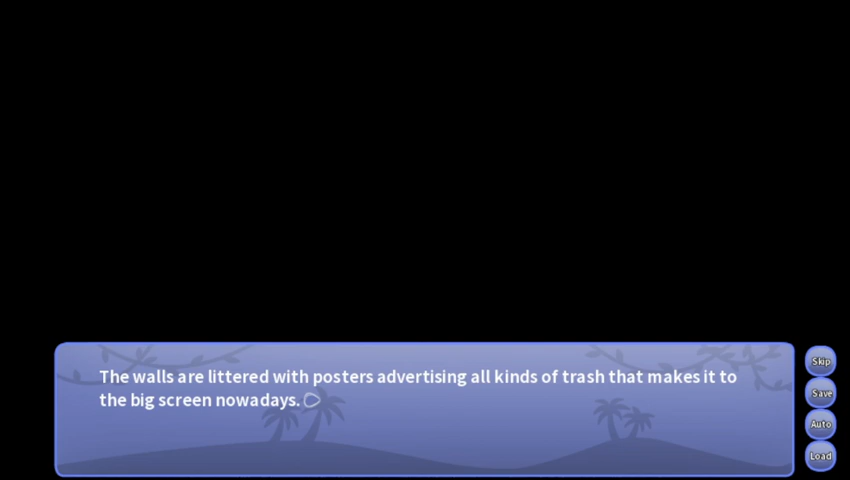 The walls are littered with posters advertising all kinds of trash that makes it to
the big screen nowadays.
Skip
Save
Auto
Load